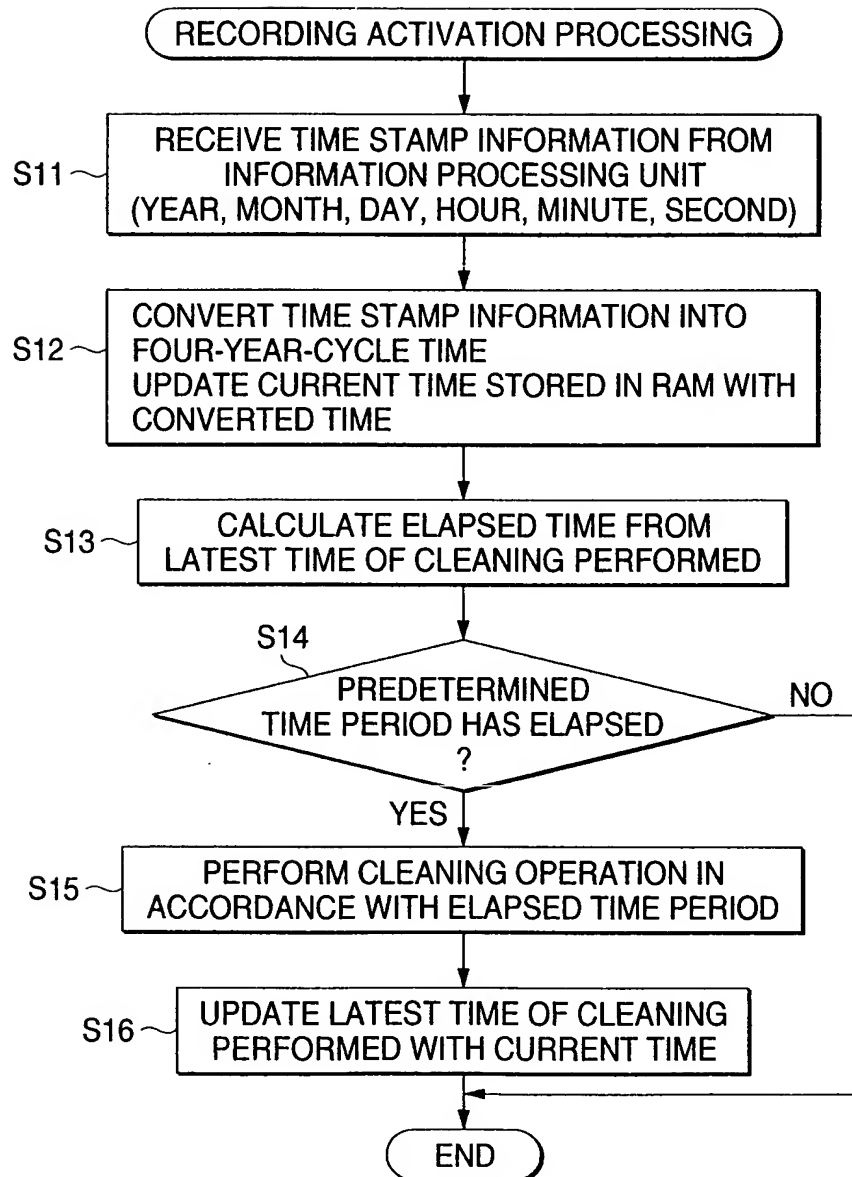 RECORDING ACTIVATION PROCESSING
S11
RECEIVE TIME STAMP INFORMATION FROM
INFORMATION PROCESSING UNIT
(YEAR, MONTH, DAY, HOUR, MINUTE, SECOND)
S12
CONVERT TIME STAMP INFORMATION INTO
FOUR-YEAR-CYCLE TIME
UPDATE CURRENT TIME STORED IN RAM WITH
CONVERTED TIME
S13
CALCULATE ELAPSED TIME FROM
LATEST TIME OF CLEANING PERFORMED
S14
PREDETERMINED
TIME PERIOD HAS ELAPSED
?
NO
YES
S15
PERFORM CLEANING OPERATION IN
ACCORDANCE WITH ELAPSED TIME PERIOD
S16
UPDATE LATEST TIME OF CLEANING
PERFORMED WITH CURRENT TIME
END